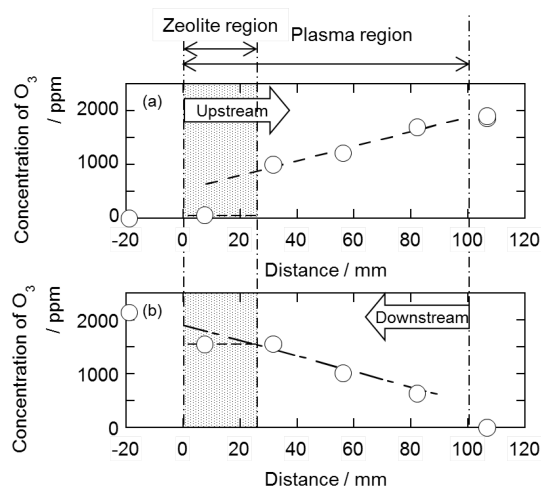 Zeolite region
Plasma region
Concentration of O3
/ ppm
(a)
Upstream
2000
1000
0
-20 0 20 40 60 80 100 120
Distance / mm
Concentration of O3
/ ppm
(b)
Downstream
2000
1000
0
-20 0 20 40 60 80 100 120
Distance / mm